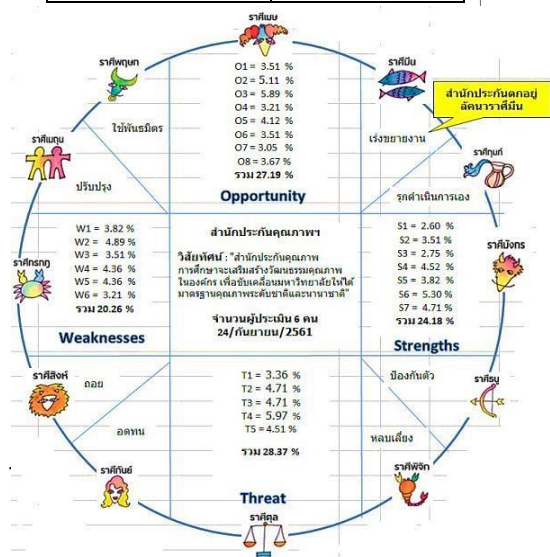 ราศีเมษ
ราศีพฤษภ
ราศีมีน
สำนักประกันตกอยู่
ลัคนาราศีมีน
O1 = 3.51 %
O2 = 5.11 %
O3 = 5.89 %
O4 = 3.21 %
O5 = 4.12 %
O6 = 3.51 %
O7 = 3.05 %
O8 = 3.67 %
รวม 27.19 %
Opportunity
ใช้พันธมิตร
เร่งขยายงาน
ราศีเมถุน
ราศีกุมภ์
ปรับปรุง
รุกดำเนินการเอง
W1 = 3.82 %
W2 = 4.89 %
W3 = 3.51 %
W4 = 4.36 %
W5 = 4.36 %
W6 = 3.21 %
รวม 20.26 %
Weaknesses
ราศีกรกฎ
สำนักประกันคุณภาพฯ
วิสัยทัศน์ : "สำนักประกันคุณภาพ
การศึกษาจะเสริมสร้างวัฒนธรรมคุณภาพ
ในองค์กร เพื่อขับเคลื่อนมหาวิทยาลัยให้ได้
มาตรฐานคุณภาพระดับชาติและนานาชาติ"
จำนวนผู้ประเมิน 6 คน
24/กันยายน/2561
S1 = 2.60 %
S2 = 3.51 %
S3 = 2.75 %
S4 = 4.52 %
S5 = 3.82 %
S6 = 5.30 %
S7 = 4.71 %
รวม 24.18 %
Strengths
ราศีมังกร
ราศีสิงห์
ถอย
อดทน
T1 = 3.36 %
T2 = 4.71 %
T3 = 4.71 %
T4 = 5.97 %
T5 = 4.51 %
รวม 28.37 %
Threat
ป้องกันตัว
ราศีธนู
หลบเลี่ยง
ราศีกันย์
ราศีพิจิก
ราศีตุล